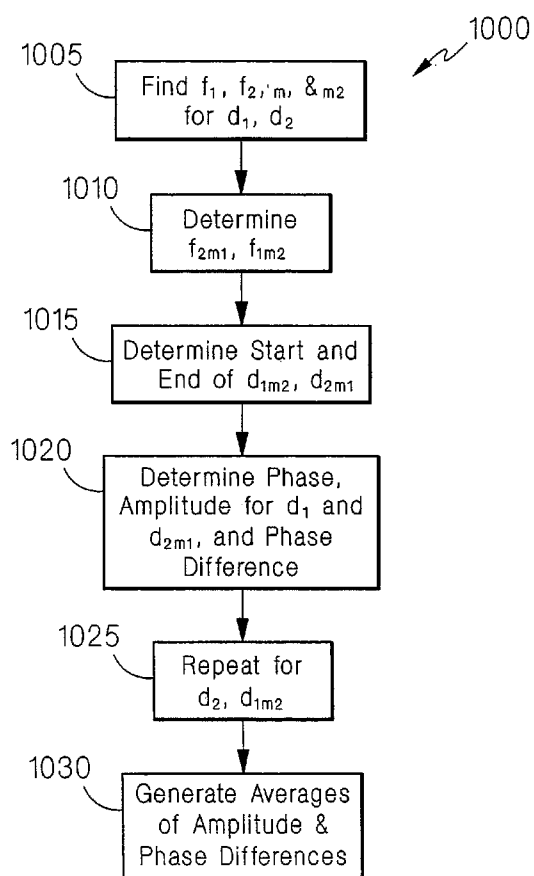 1000
1005
Find f₁, f₂, m, & m2
for d₁, d₂
1010
Determine
f₂ₘ₁, f₁ₘ₂
1015
Determine Start and
End of d₁ₘ₂, d₂ₘ₁
1020
Determine Phase,
Amplitude for d₁ and
d₂ₘ₁, and Phase
Difference
1025
Repeat for
d₂, d₁ₘ₂
1030
Generate Averages
of Amplitude &
Phase Differences